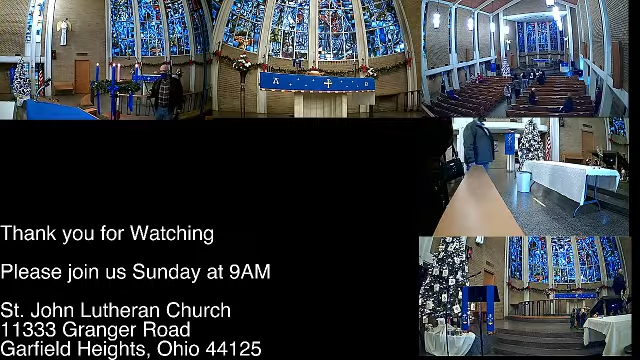 Thank you for Watching
Please join us Sunday at 9AM
St. John Lutheran Church
11333 Granger Road
Garfield Heights, Ohio 44125